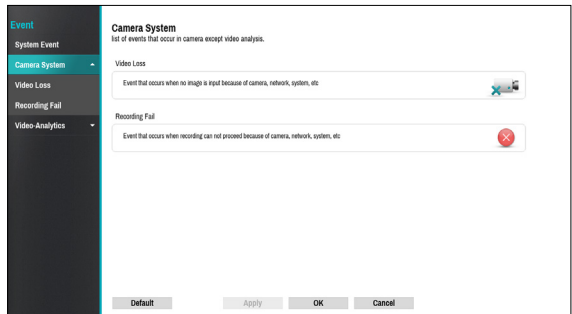 Event
System Event
Camera System
Video Loss
Recording Fail
Video-Analytics
Camera System
list of events that occur in camera except video analysis.
Video Loss
Event that occurs when no image is input because of camera, network, system, etc
Recording Fail
Event that occurs when recording can not proceed because of camera, network, system, etc
Default Apply OK Cancel